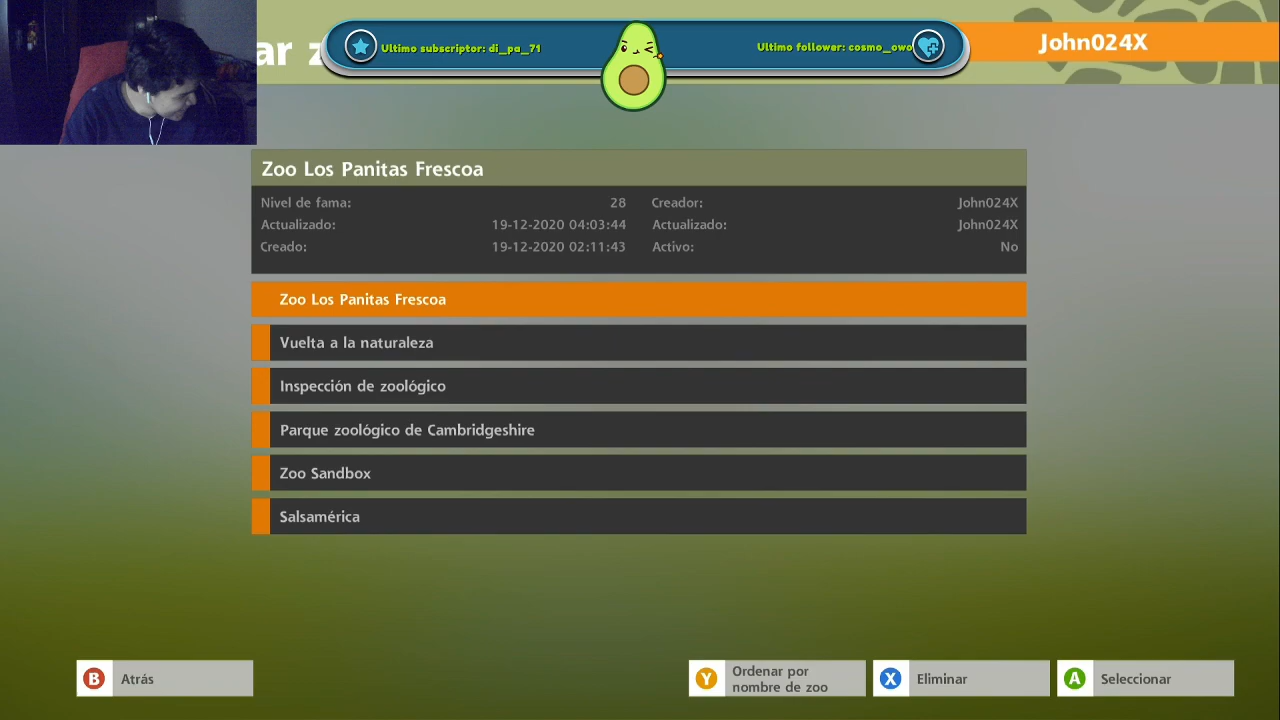 ar z
Ultimo subscriptor: di_pa_71
Ultimo follower: cosmo_owo
John024X
Zoo Los Panitas Frescoa
Nivel de fama: 28 Creador: John024X
Actualizado: 19-12-2020 04:03:44 Actualizado: John024X
Creado: 19-12-2020 02:11:43 Activo: No
Zoo Los Panitas Frescoa
Vuelta a la naturaleza
Inspección de zoológico
Parque zoológico de Cambridgeshire
Zoo Sandbox
Salsamérica
B Atrás
Y Ordenar por
nombre de zoo
X Eliminar
A Seleccionar